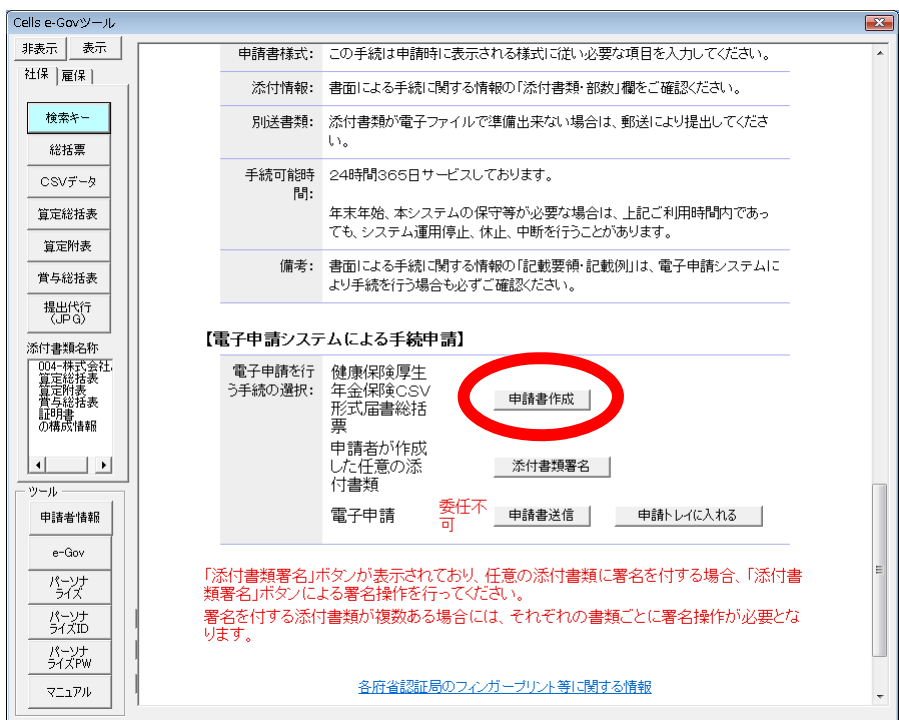 Cells e-Govツール
非表示 表示
社保 雇保
検索キー
総括票
CSVデータ
算定総括表
算定附表
賞与総括表
提出代行
(JPG)
添付書類名称
004-株式会社
算定総括表
算定附表
賞与総括表
証明書
の構成情報
ツール
申請者情報
e-Gov
パーソナ
ライズ
パーソナ
ライズID
パーソナ
ライズPW
マニュアル
申請書様式: この手続は申請時に表示される様式に従い必要な項目を入力してください。
添付情報: 書面による手続に関する情報の「添付書類・部数」欄をご確認ください。
別送書類: 添付書類が電子ファイルで準備出来ない場合は、郵送により提出してくださ
い。
手続可能時 24時間365日サービスしております。
間:
年末年始、本システムの保守等が必要な場合は、上記ご利用時間内であっ
ても、システム運用停止、休止、中断を行うことがあります。
備考: 書面による手続に関する情報の「記載要領・記載例」は、電子申請システムに
より手続を行う場合も必ずご確認ください。
【電子申請システムによる手続申請】
電子申請を行 健康保険厚生
う手続の選択: 年金保険CSV
形式届書総括
票
申請書作成
申請者が作成
した任意の添
付書類
添付書類署名
電子申請 委任不
可
申請書送信 申請トレイに入れる
「添付書類署名」ボタンが表示されており、任意の添付書類に署名を付する場合、「添付書
類署名」ボタンによる署名操作を行ってください。
署名を付する添付書類が複数ある場合には、それぞれの書類ごとに署名操作が必要とな
ります。
各府省認証局のフィンガープリント等に関する情報